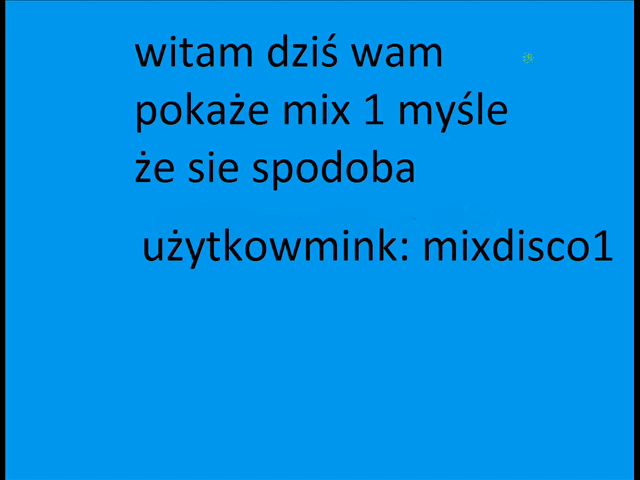 witam dziś wam
pokaże mix 1 myśle
że sie spodoba
użytkowmink: mixdisco1